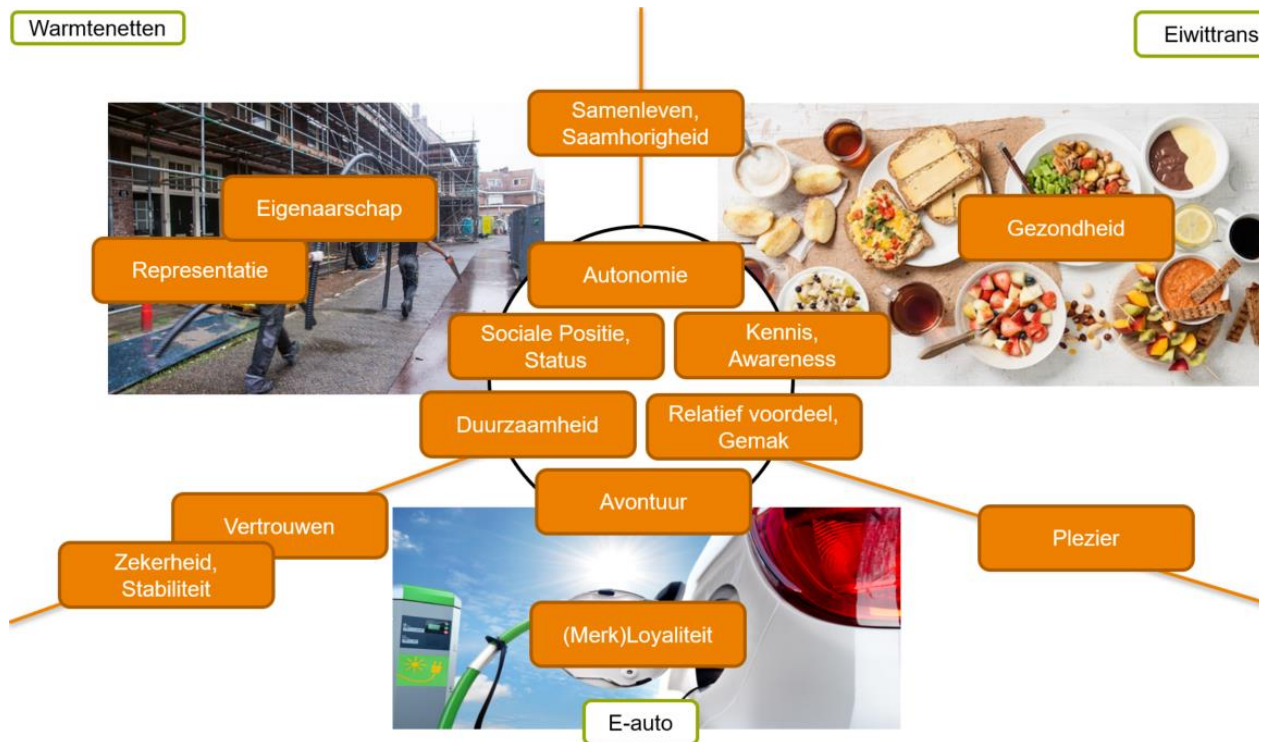 Warmtenetten
Eiwittrans
Samenleven,
Saamhorigheid
Eigenaarschap
Representatie
Gezondheid
Autonomie
Sociale Positie,
Status
Kennis,
Awareness
Duurzaamheid
Relatief voordeel,
Gemak
Avontuur
Vertrouwen
Zekerheid,
Stabiliteit
Plezier
(Merk)Loyaliteit
E-auto